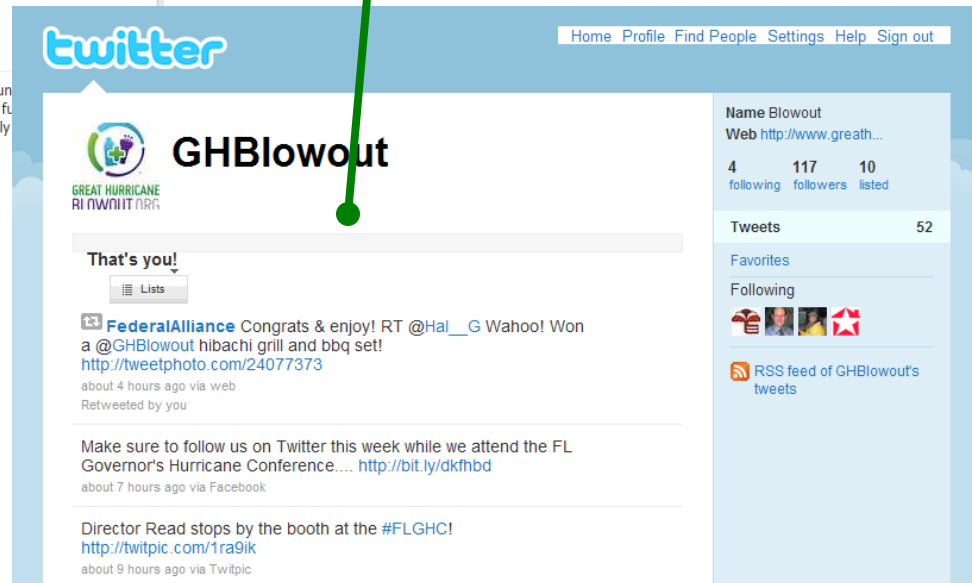 twitter
Home Profile Find People Settings Help Sign out
un
fu
ly
GHBlowout
GREAT HURRICANE
BLOWOUT.ORG
That's you!
Lists
FederalAlliance Congrats & enjoy! RT @Hal__G Wahoo! Won
a @GHBlowout hibachi grill and bbq set!
http://tweetphoto.com/24077373
about 4 hours ago via web
Retweeted by you
Make sure to follow us on Twitter this week while we attend the FL
Governor's Hurricane Conference.... http://bit.ly/dkfhbd
about 7 hours ago via Facebook
Director Read stops by the booth at the #FLGHC!
http://twitpic.com/1ra9ik
about 9 hours ago via Twitpic
Name Blowout
Web http://www.greath...
4 117 10
following followers listed
Tweets 52
Favorites
Following
RSS feed of GHBlowout's
tweets